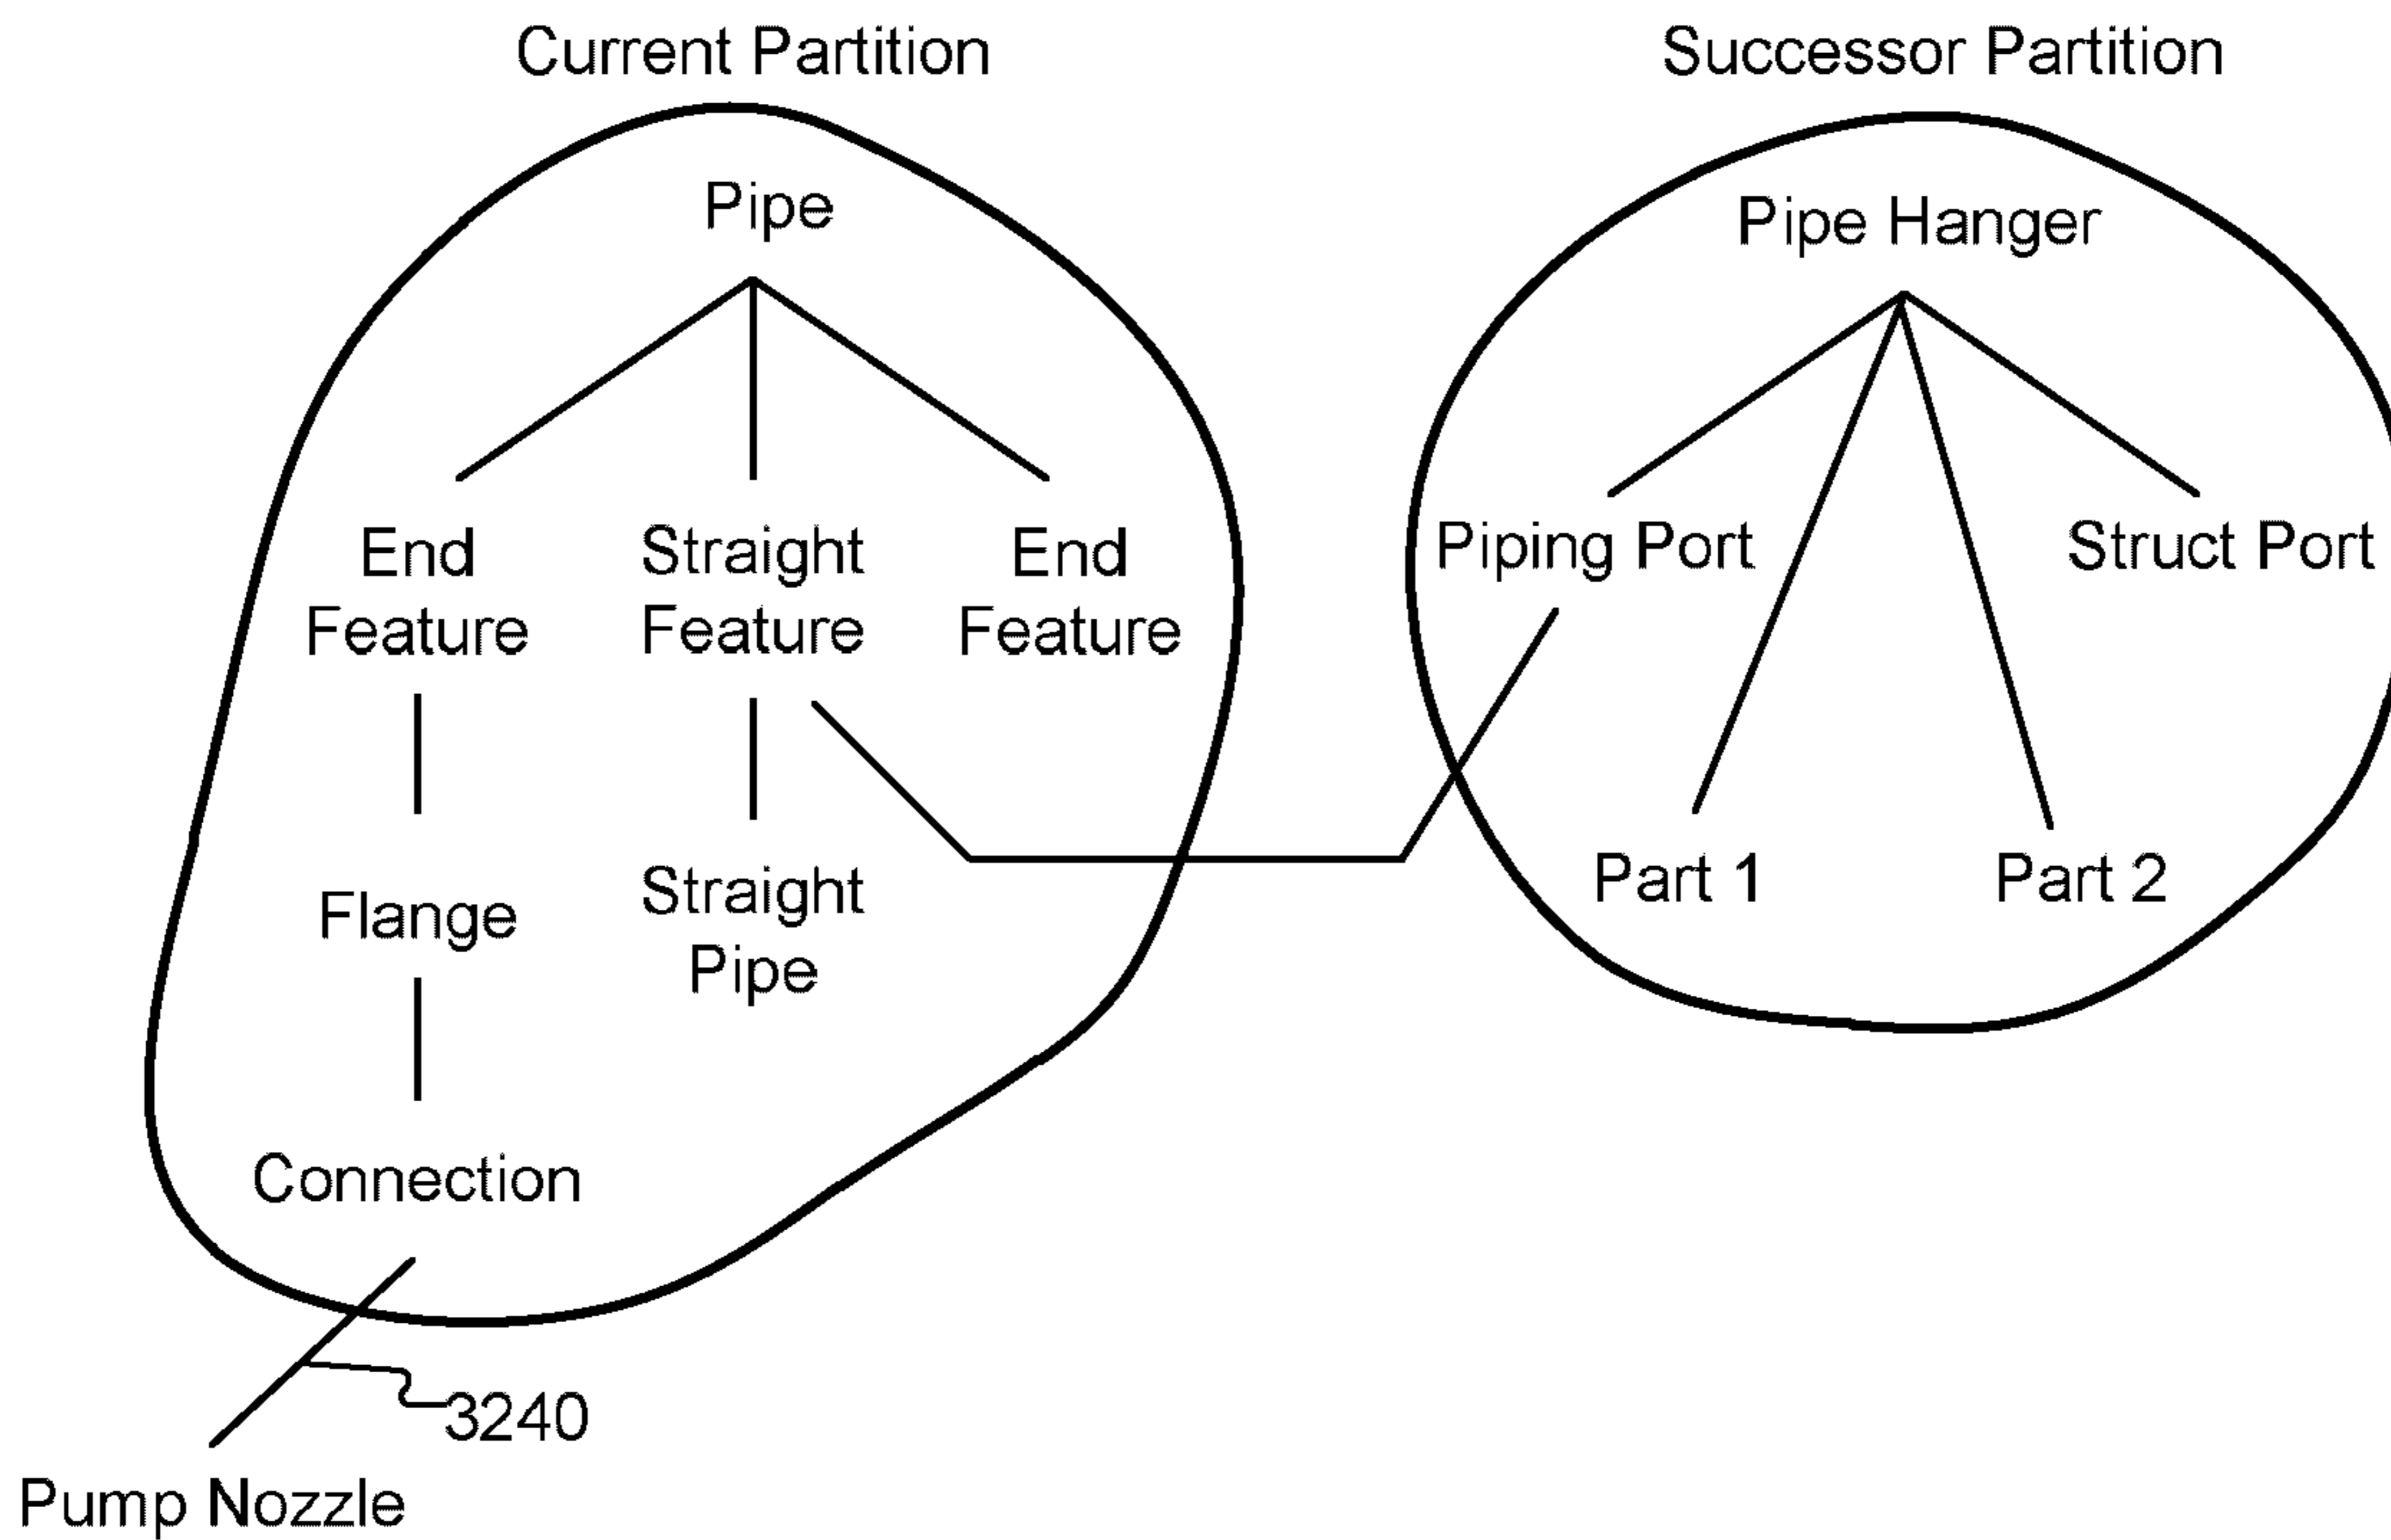 Current Partition
Successor Partition
Pipe
Pipe Hanger
End
Feature
Straight
Feature
End
Feature
Piping Port
Struct Port
Flange
Straight
Pipe
Part 1
Part 2
Connection
3240
Pump Nozzle